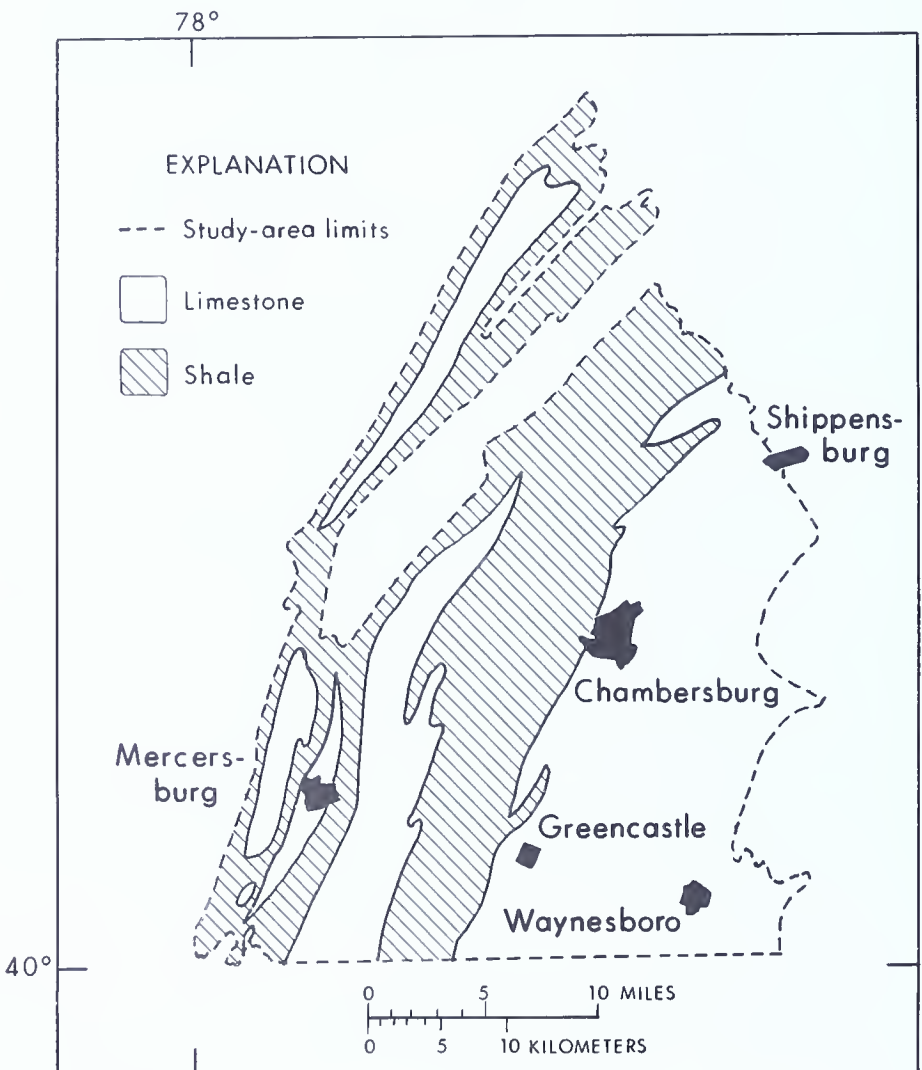 78°
EXPLANATION
--- Study-area limits
Limestone
Shale
Shippens-
burg
Chambersburg
Mercers-
burg
Greencastle
Waynesboro
40°
0 5 10 MILES
0 5 10 KILOMETERS